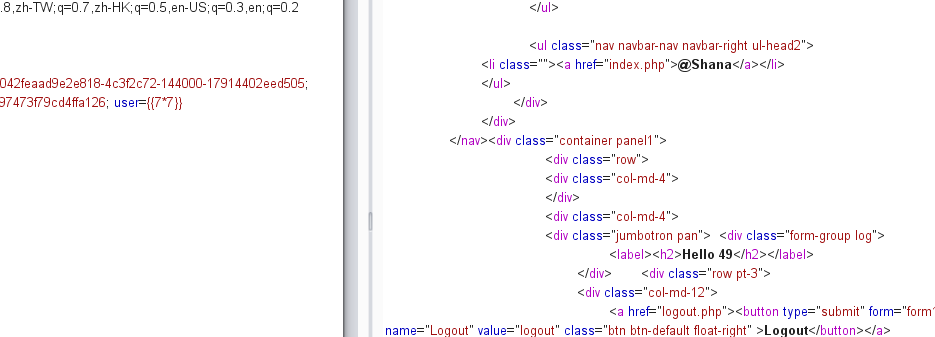 .8,zh-TW;q=0.7,zh-HK;q=0.5,en-US;q=0.3,en;q=0.2
042feaad9e2e818-4c3f2c72-144000-17914402eed505;
97473f79cd4ffa126; user={{7*7}}
</ul>
<ul class="nav navbar-nav navbar-right ul-head2">
<li class=""><a href="index.php">@Shana</a></li>
</ul>
</div>
</div>
</nav><div class="container panel1">
<div class="row">
<div class="col-md-4">
</div>
<div class="col-md-4">
<div class="jumbotron pan"> <div class="form-group log">
<label><h2>Hello 49</h2></label>
</div> <div class="row pt-3">
<div class="col-md-12">
<a href="logout.php"><button type="submit" form="form1
name="Logout" value="logout" class="btn btn-default float-right" >Logout</button></a>